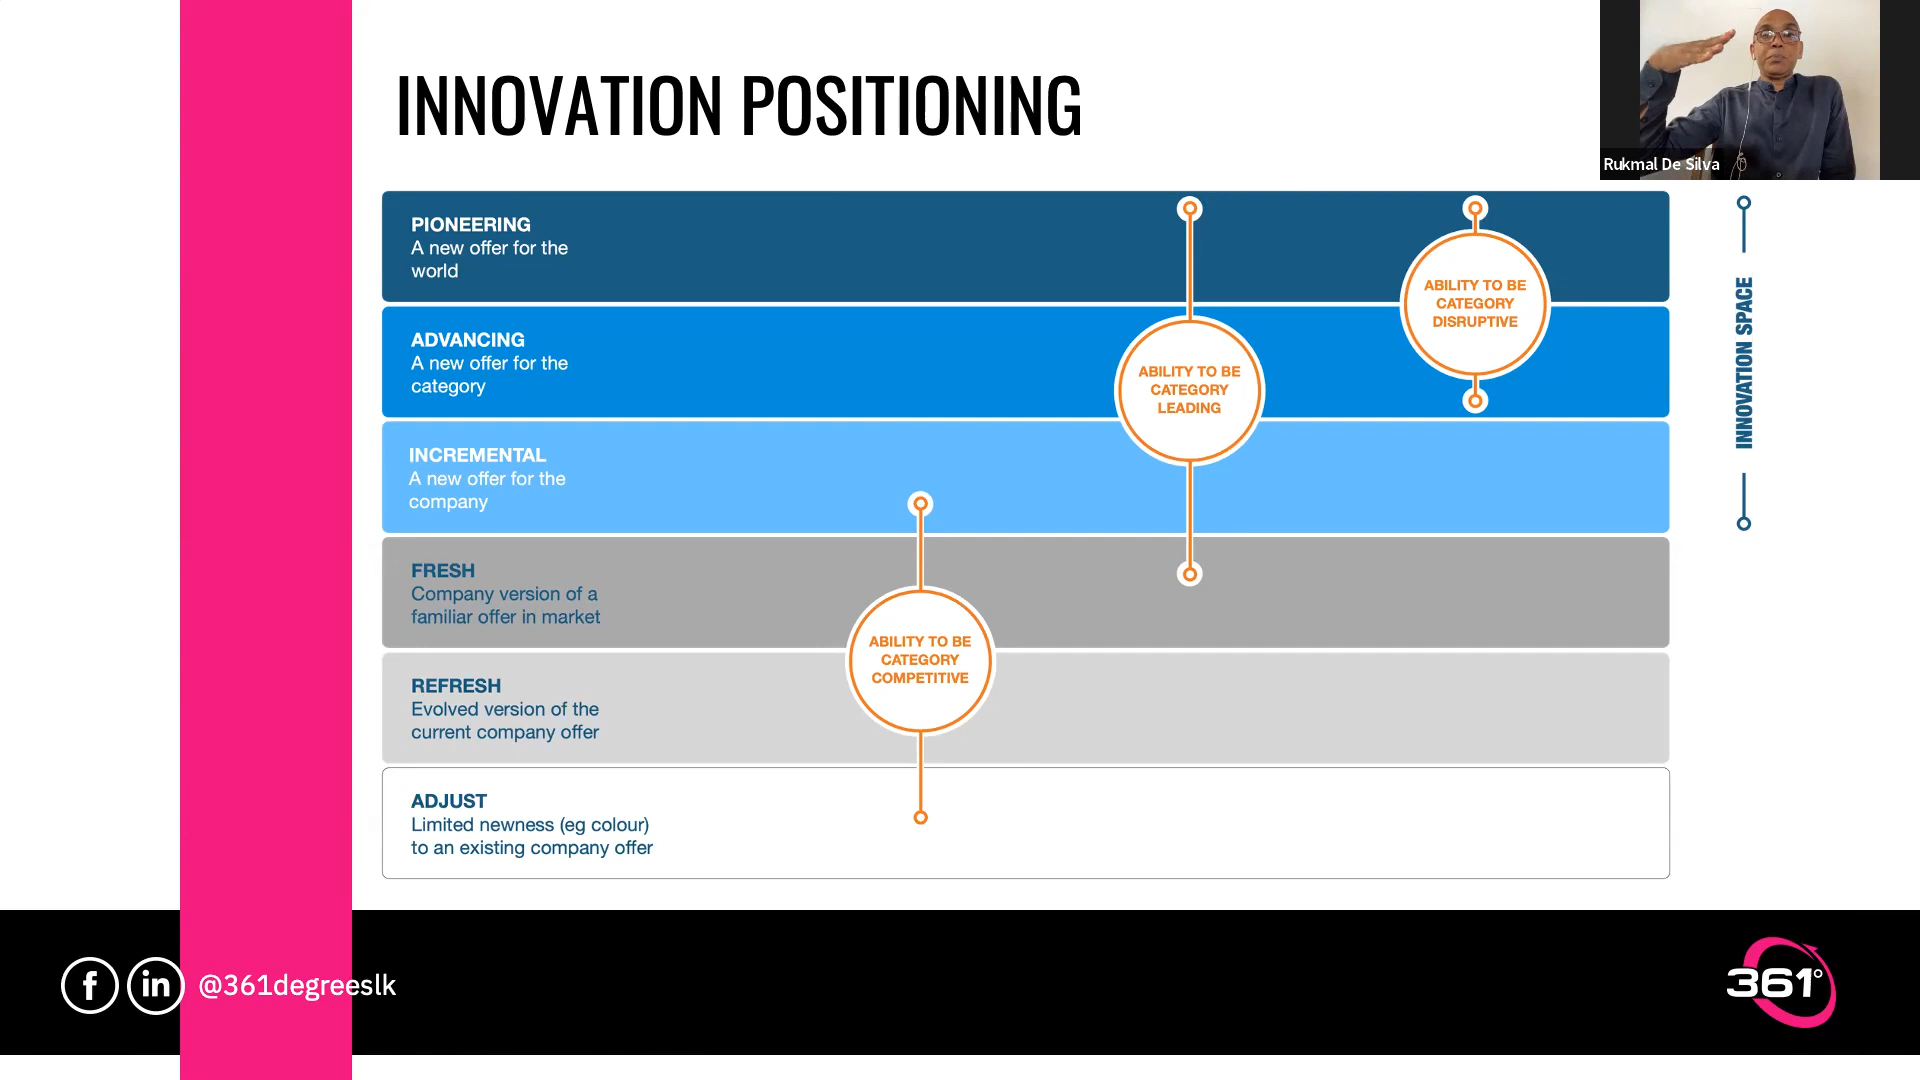 INNOVATION POSITIONING
Rukmal De Silva
PIONEERING
A new offer for the
world
ADVANCING
A new offer for the
category
INCREMENTAL
A new offer for the
company
FRESH
Company version of a
familiar offer in market
REFRESH
Evolved version of the
current company offer
ADJUST
Limited newness (eg colour)
to an existing company offer
ABILITY TO BE
CATEGORY
COMPETITIVE
ABILITY TO BE
CATEGORY
LEADING
ABILITY TO BE
CATEGORY
DISRUPTIVE
INNOVATION SPACE
f
in
@361degreeslk
361°